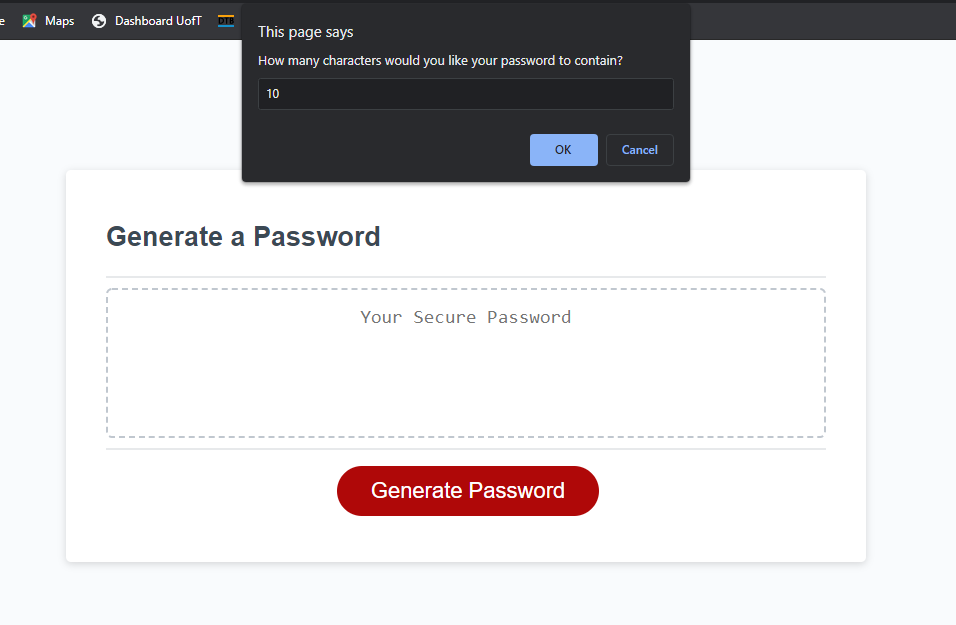 e Maps Dashboard UofT
This page says
How many characters would you like your password to contain?
10
OK Cancel
Generate a Password
Your Secure Password
Generate Password